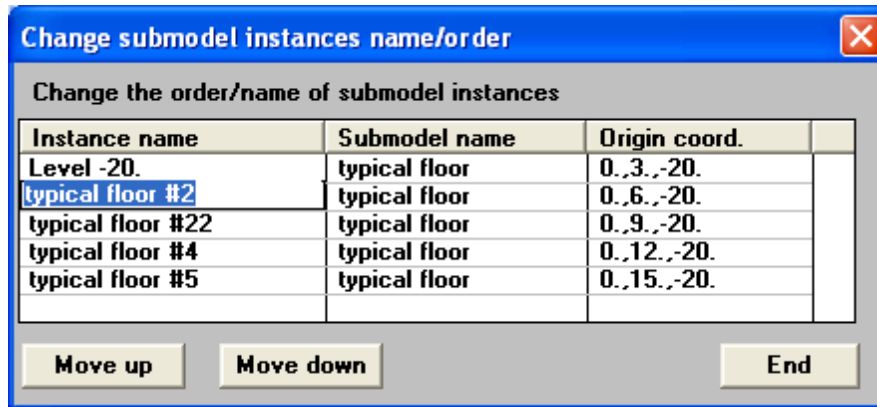 Change submodel instances name/order
Change the order/name of submodel instances
Instance name Submodel name Origin coord.
Level -20. typical floor 0.,3.,-20.
typical floor #2 typical floor 0.,6.,-20.
typical floor #22 typical floor 0.,9.,-20.
typical floor #4 typical floor 0.,12.,-20.
typical floor #5 typical floor 0.,15.,-20.
Move up Move down End